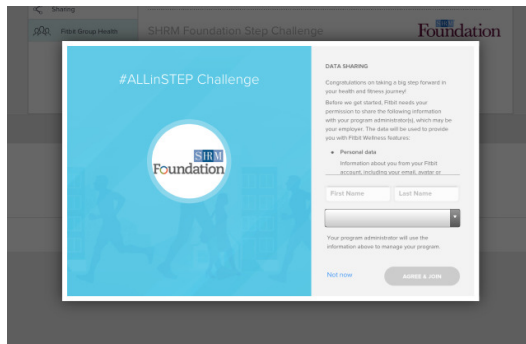 Sharing
Fitbit Group Health
SHRM Foundation Step Challenge
SHRM
Foundation
#ALLinSTEP Challenge
SHRM
Foundation
DATA SHARING
Congratulations on taking a big step forward in
your health and fitness journey!
Before we get started, Fitbit needs your
permission to share the following information
with your program administrator(s), which may be
your employer. The data will be used to provide
you with Fitbit Wellness features:
• Personal data
Information about you from your Fitbit
account, including your email, avatar or
First Name Last Name
Your program administrator will use the
information above to manage your program.
Not now AGREE & JOIN